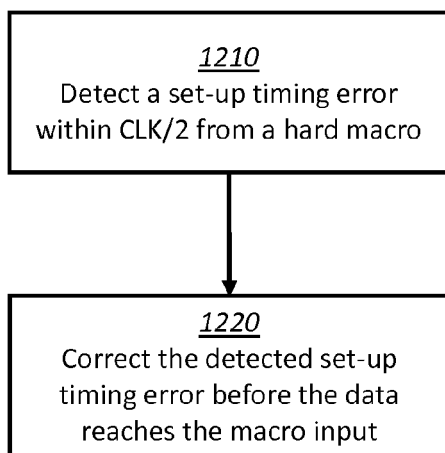 1210
Detect a set-up timing error
within CLK/2 from a hard macro
1220
Correct the detected set-up
timing error before the data
reaches the macro input